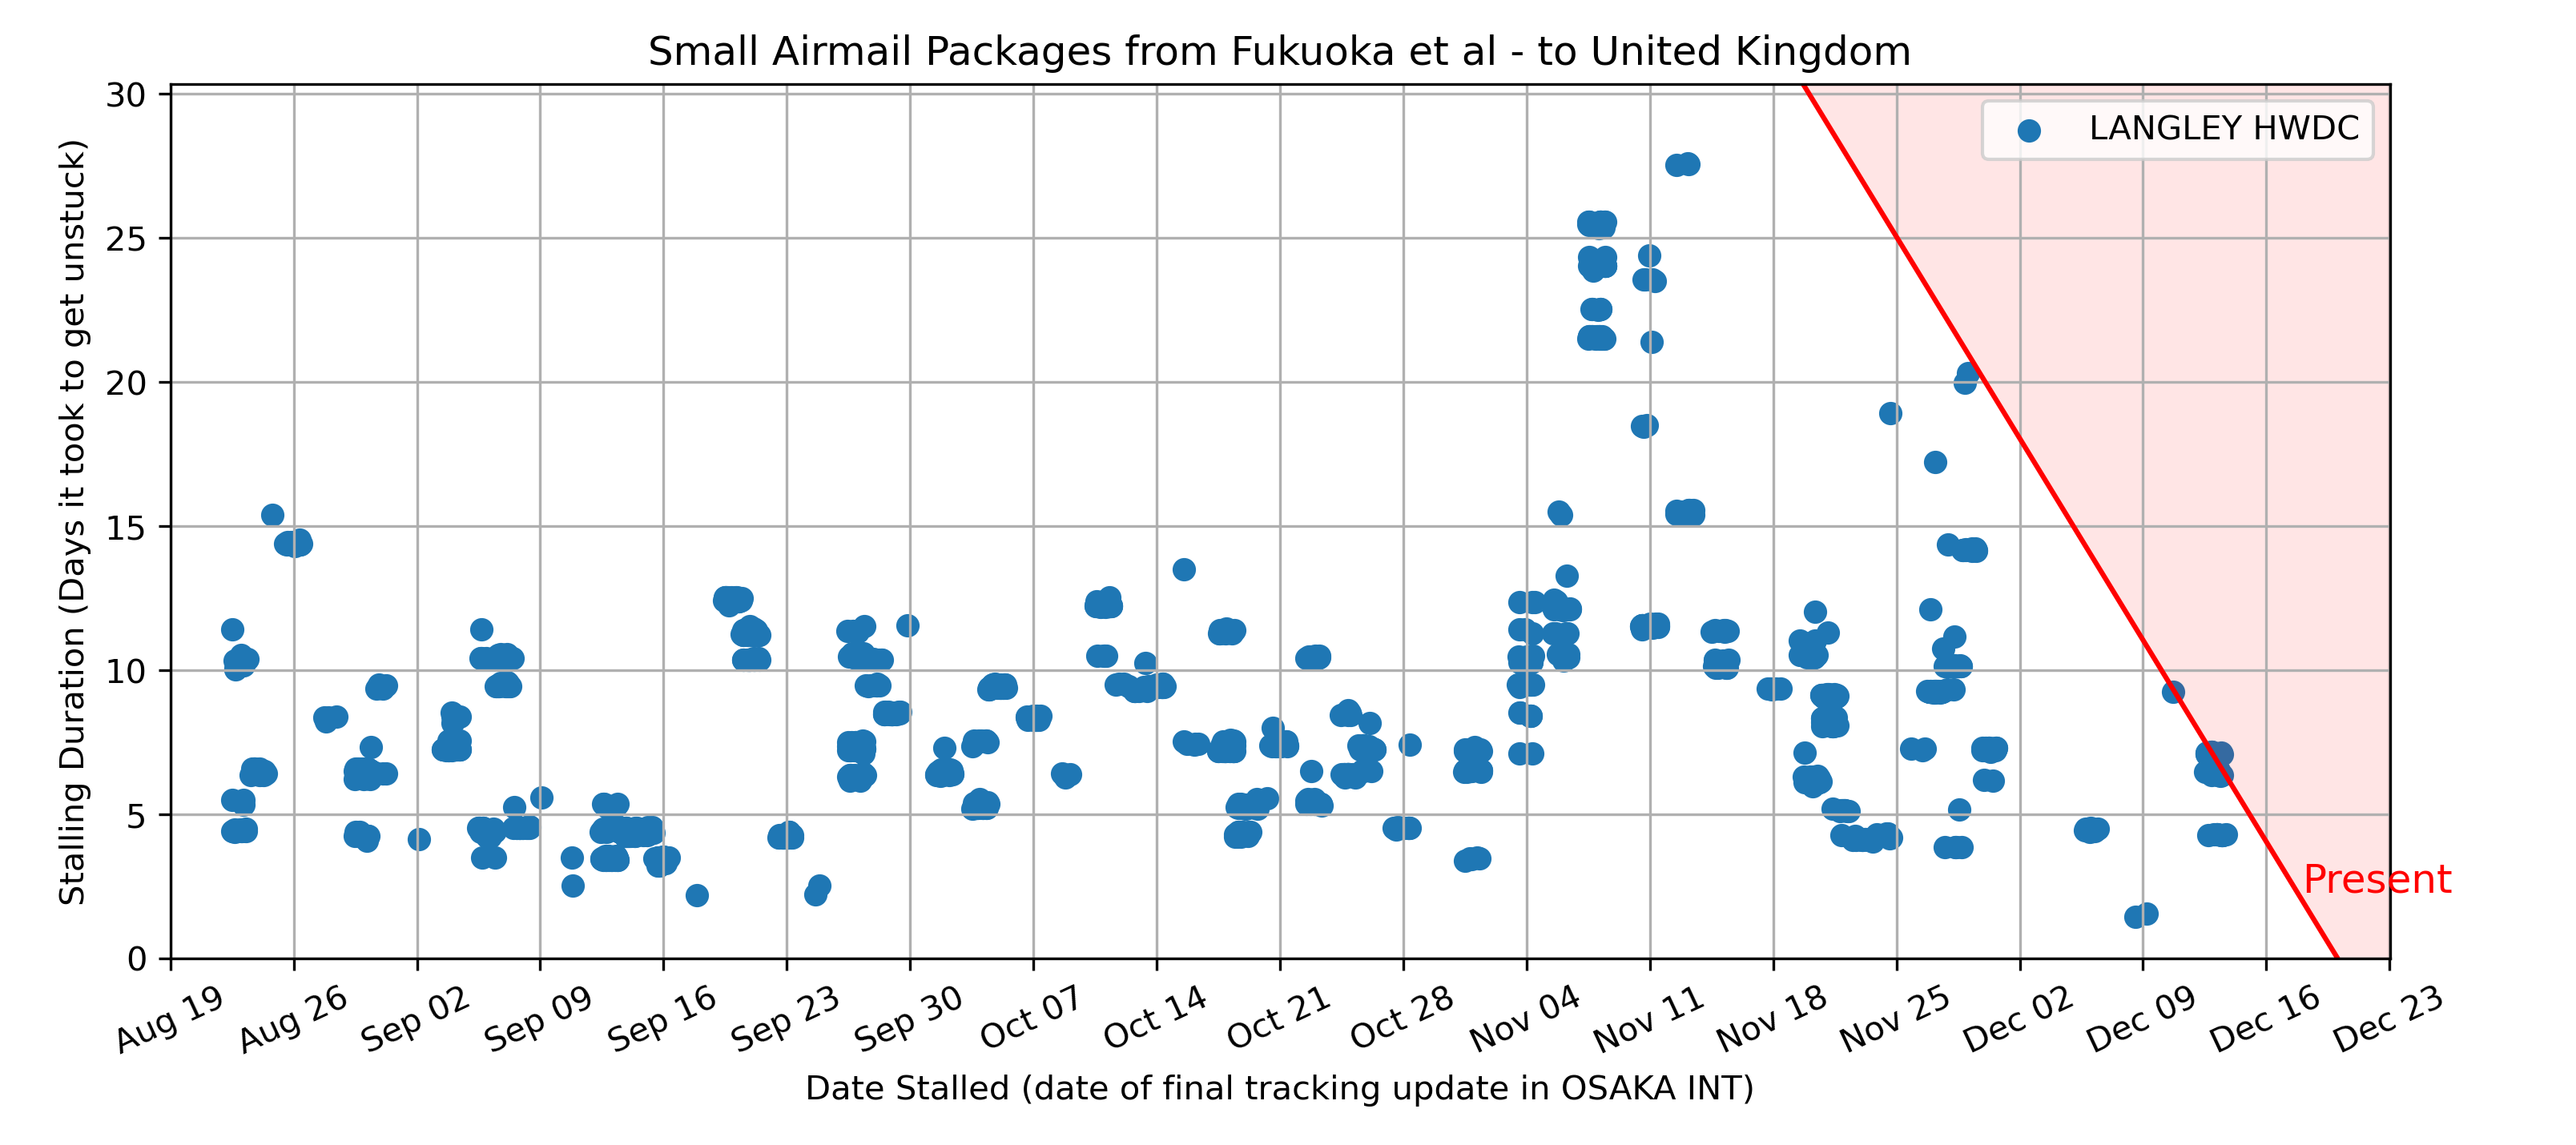 Small Airmail Packages from Fukuoka et al - to United Kingdom
Stalling Duration (Days it took to get unstuck)
30
25
20
15
10
5
0
LANGLEY HWDC
Present
Aug 19
Aug 26
Sep 02
Sep 09
Sep 16
Sep 23
Sep 30
Oct 07
Oct 14
Oct 21
Oct 28
Nov 04
Nov 11
Nov 18
Nov 25
Dec 02
Dec 09
Dec 16
Dec 23
Date Stalled (date of final tracking update in OSAKA INT)